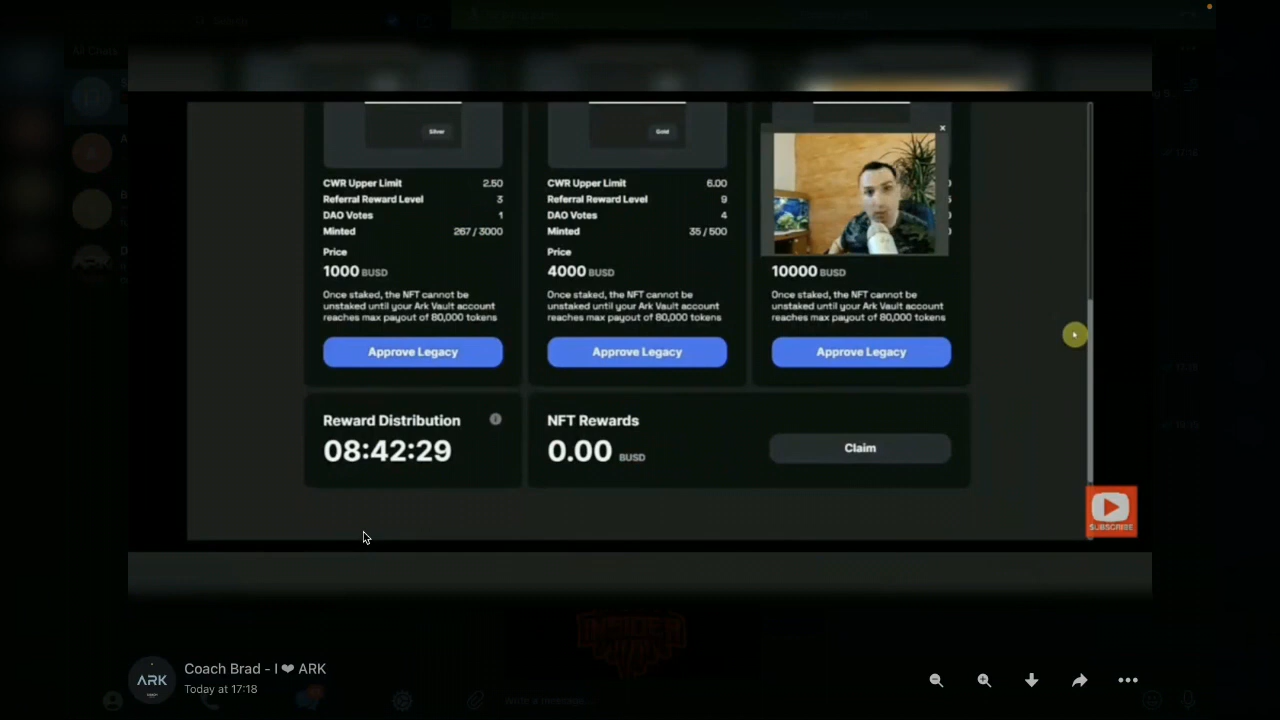 Search
All Chats
Silver
Gold
x
CWR Upper Limit 2.50
Referral Reward Level 3
DAO Votes 1
Minted 267 / 3000
Price
1000 BUSD
Once staked, the NFT cannot be
unstaked until your Ark Vault account
reaches max payout of 80,000 tokens
Approve Legacy
CWR Upper Limit 6.00
Referral Reward Level 9
DAO Votes 4
Minted 35 / 500
Price
4000 BUSD
Once staked, the NFT cannot be
unstaked until your Ark Vault account
reaches max payout of 80,000 tokens
Approve Legacy
10000 BUSD
Once staked, the NFT cannot be
unstaked until your Ark Vault account
reaches max payout of 80,000 tokens
Approve Legacy
Reward Distribution
08:42:29
NFT Rewards
0.00 BUSD
Claim
SUBSCRIBE
ARK
Coach Brad - I ❤ ARK
Today at 17:18
Write a message...